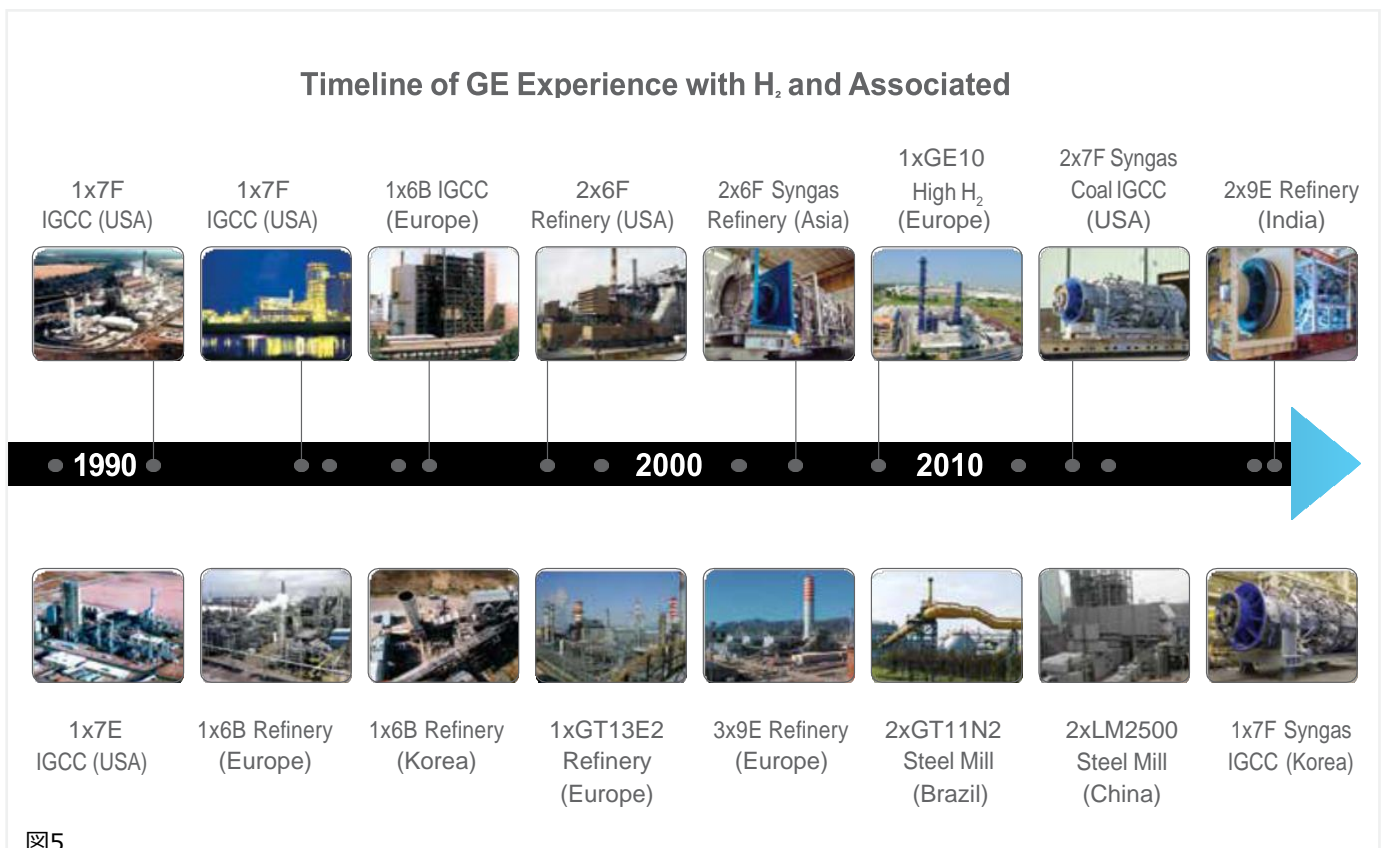 Timeline of GE Experience with H₂ and Associated
1x7F
IGCC (USA)
1x7F
IGCC (USA)
1x6B IGCC
(Europe)
2x6F
Refinery (USA)
2x6F Syngas
Refinery (Asia)
1xGE10
High H₂
(Europe)
2x7F Syngas
Coal IGCC
(USA)
2x9E Refinery
(India)
1990
2000
2010
1x7E
IGCC (USA)
1x6B Refinery
(Europe)
1x6B Refinery
(Korea)
1xGT13E2
Refinery
(Europe)
3x9E Refinery
(Europe)
2xGT11N2
Steel Mill
(Brazil)
2xLM2500
Steel Mill
(China)
1x7F Syngas
IGCC (Korea)
図5